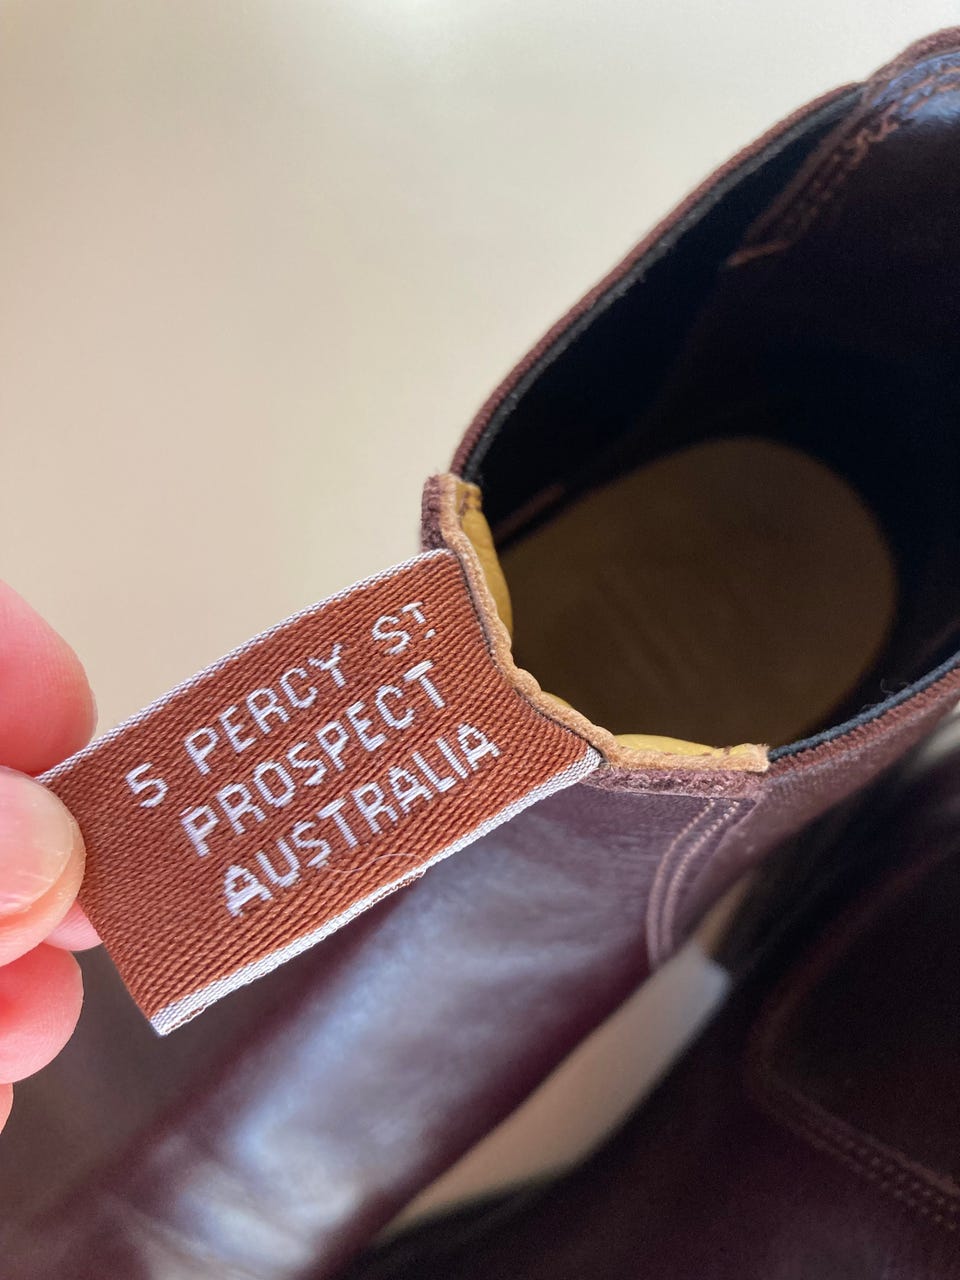 5 PERCY ST.
PROSPECT
AUSTRALIA